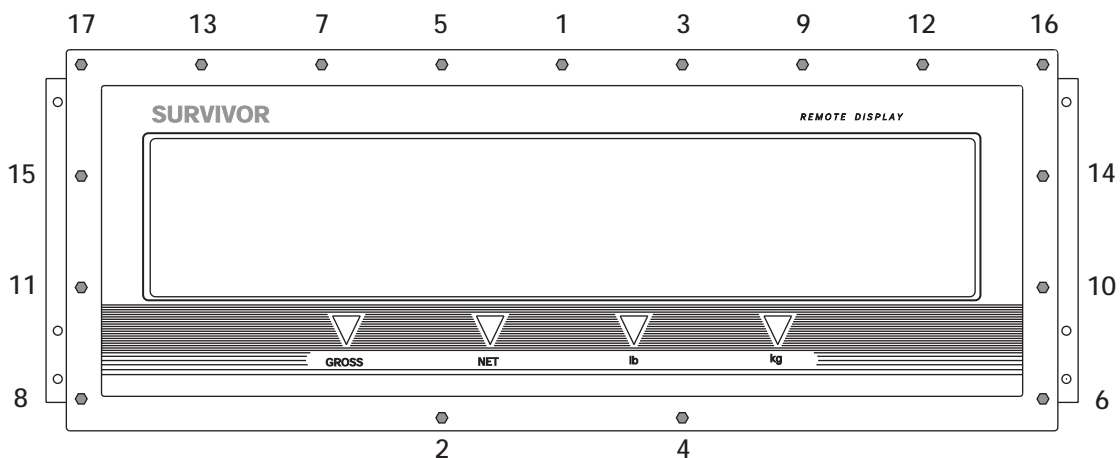 17 13 7 5 1 3 9 12 16
SURVIVOR
REMOTE DISPLAY
15 14
11 10
GROSS NET lb kg
8 6
2 4